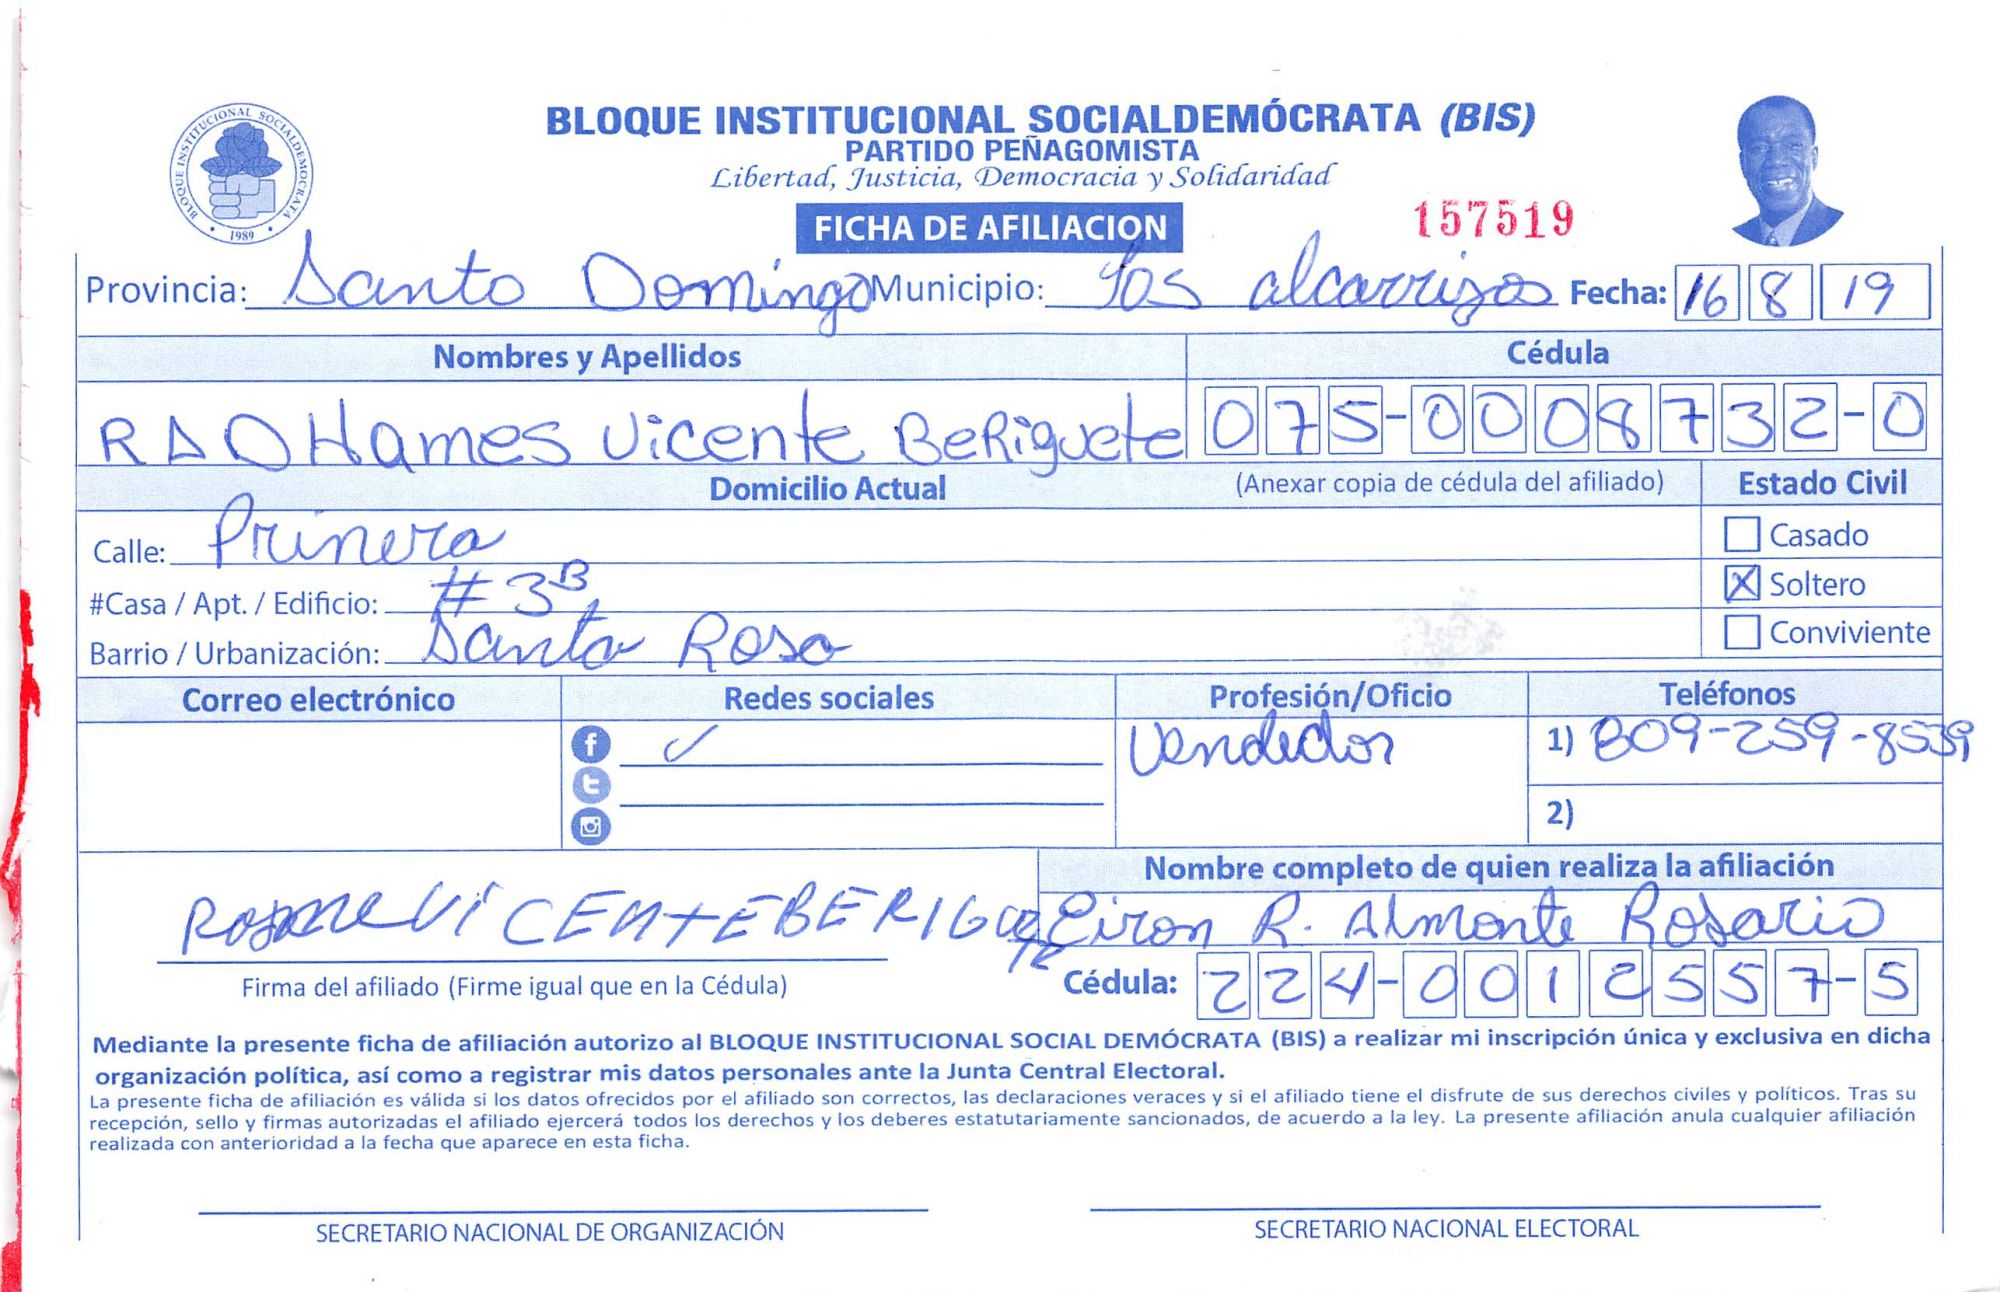 BLOQUE INSTITUCIONAL SOCIALDEMÓCRATA (BIS)
PARTIDO PEÑAGOMISTA
Libertad, Justicia, Democracia y Solidaridad
FICHA DE AFILIACION
157519
BLOQUE INSTITUCIONAL SOCIALDEMOCRATA
1989
Provincia: Santo Domingo Municipio: Los alcarrizos Fecha: 16 8 19
Nombres y Apellidos Cédula
RADHames Vicente BeRiguete 075-0008732-0
Domicilio Actual (Anexar copia de cédula del afiliado) Estado Civil
Calle: Primera
Casado
#Casa / Apt. / Edificio: # 3B
X Soltero
Barrio / Urbanización: Santa Rosa
Conviviente
Correo electrónico Redes sociales Profesión/Oficio Teléfonos
f ✓ Vendedor 1) 809-259-8539
2)
Nombre completo de quien realiza la afiliación
VICENTE BERIGUETE Eiron R. Almonte Rosario
Firma del afiliado (Firme igual que en la Cédula) Cédula: 224-0012557-5
Mediante la presente ficha de afiliación autorizo al BLOQUE INSTITUCIONAL SOCIAL DEMÓCRATA (BIS) a realizar mi inscripción única y exclusiva en dicha
organización política, así como a registrar mis datos personales ante la Junta Central Electoral.
La presente ficha de afiliación es válida si los datos ofrecidos por el afiliado son correctos, las declaraciones veraces y si el afiliado tiene el disfrute de sus derechos civiles y políticos. Tras su
recepción, sello y firmas autorizadas el afiliado ejercerá todos los derechos y los deberes estatutariamente sancionados, de acuerdo a la ley. La presente afiliación anula cualquier afiliación
realizada con anterioridad a la fecha que aparece en esta ficha.
SECRETARIO NACIONAL DE ORGANIZACIÓN SECRETARIO NACIONAL ELECTORAL